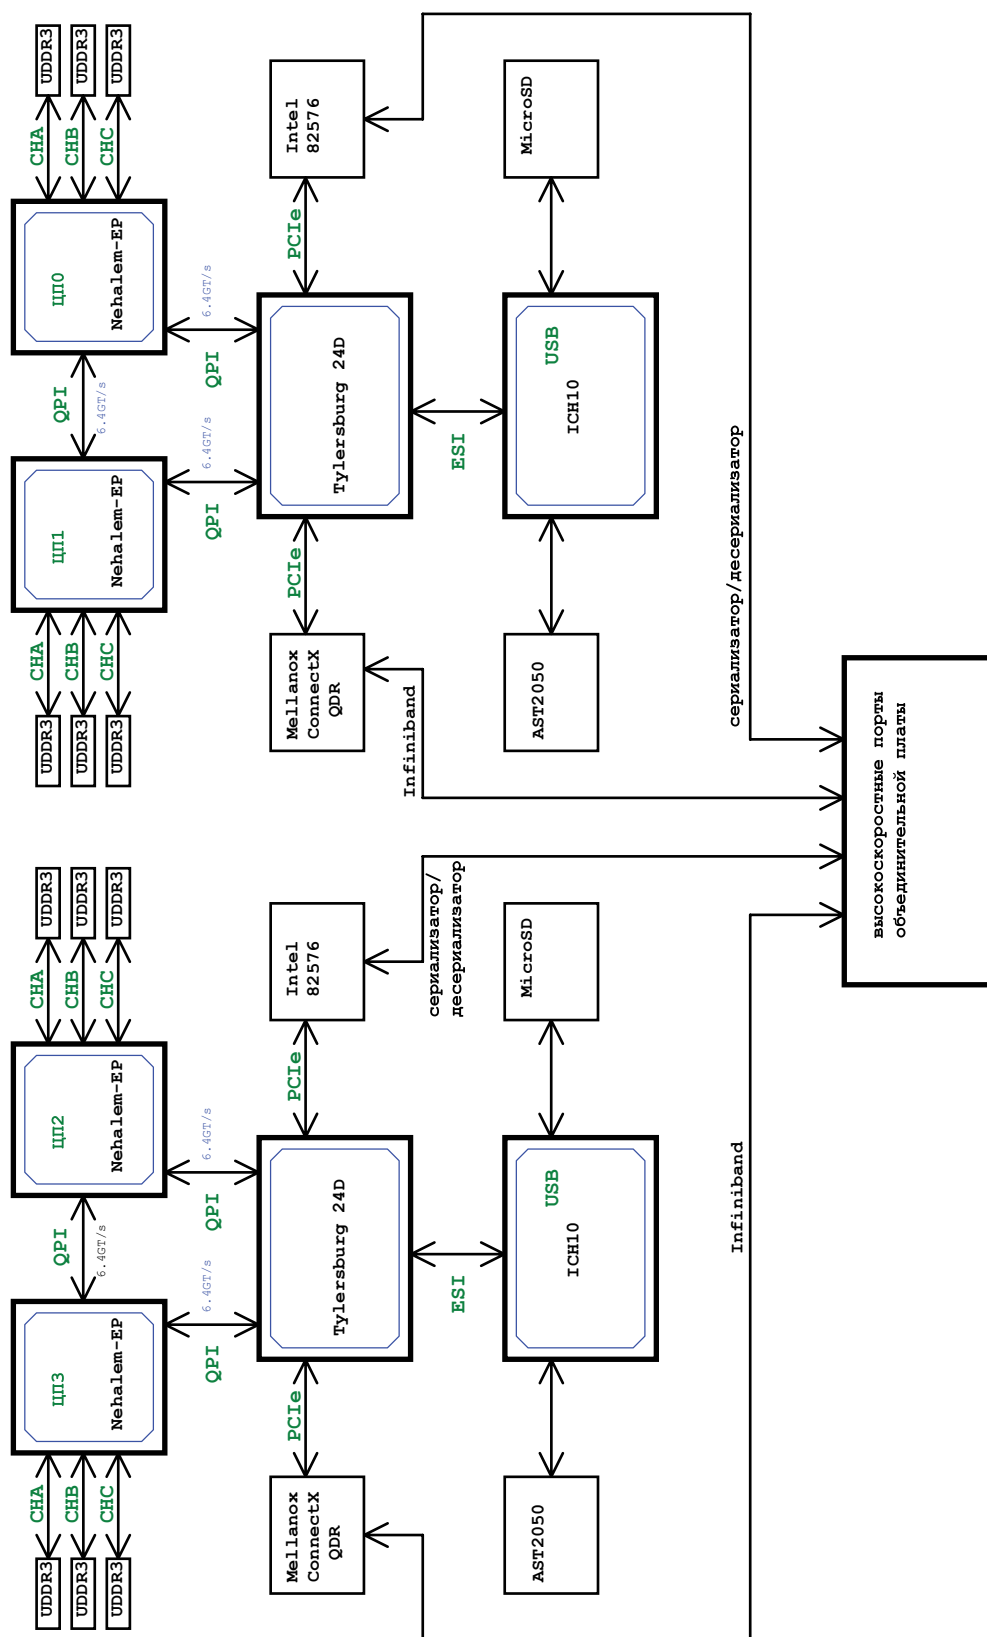 UDDR3
UDDR3
UDDR3
CHA
CHB
CHC
ЦП3
Nehalem-EP
QPI
6.4GT/s
ЦП2
Nehalem-EP
CHA
CHB
CHC
UDDR3
UDDR3
UDDR3
QPI
6.4GT/s
QPI
6.4GT/s
Mellanox
ConnectX
QDR
PCIe
Tylersburg 24D
PCIe
Intel
82576
ESI
сериализатор/
десериализатор
AST2050
USB
ICH10
MicroSD
Infiniband
UDDR3
UDDR3
UDDR3
CHA
CHB
CHC
ЦП1
Nehalem-EP
QPI
6.4GT/s
ЦП0
Nehalem-EP
CHA
CHB
CHC
UDDR3
UDDR3
UDDR3
QPI
6.4GT/s
QPI
6.4GT/s
Mellanox
ConnectX
QDR
PCIe
Tylersburg 24D
PCIe
Intel
82576
Infiniband
ESI
AST2050
USB
ICH10
MicroSD
сериализатор/десериализатор
высокоскоростные порты
объединительной платы